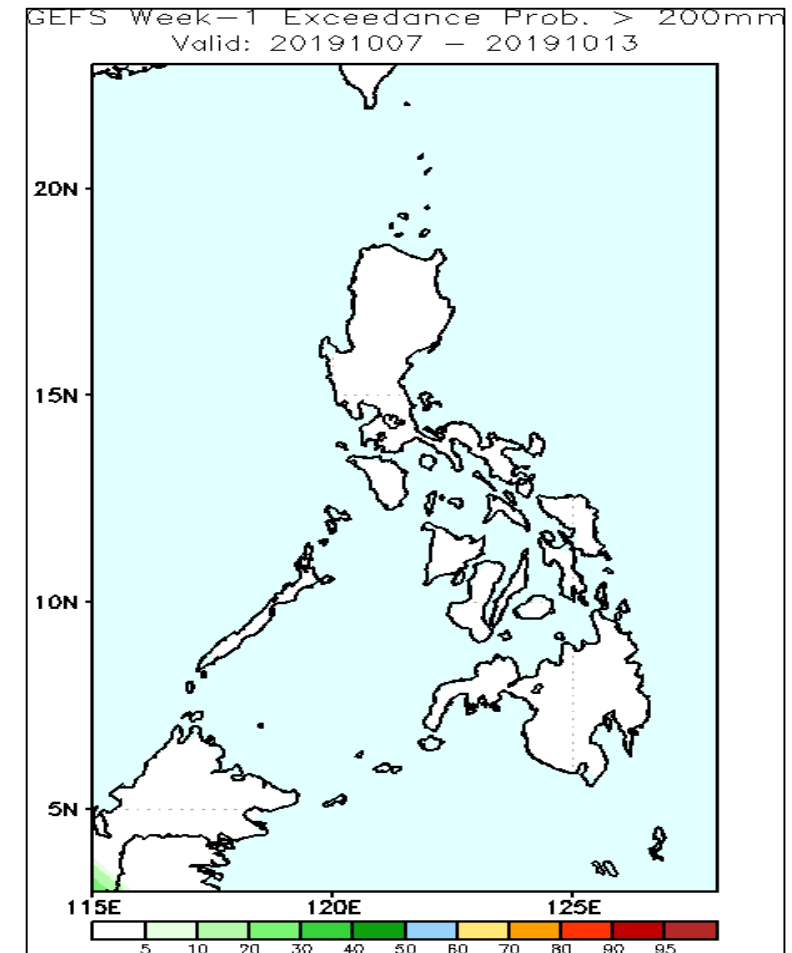 GEFS Week-1 Exceedance Prob. > 200mm
Valid: 20191007 - 20191013
20N
15N
10N
5N
115E 120E 125E
5 10 20 30 40 50 60 70 80 90 95